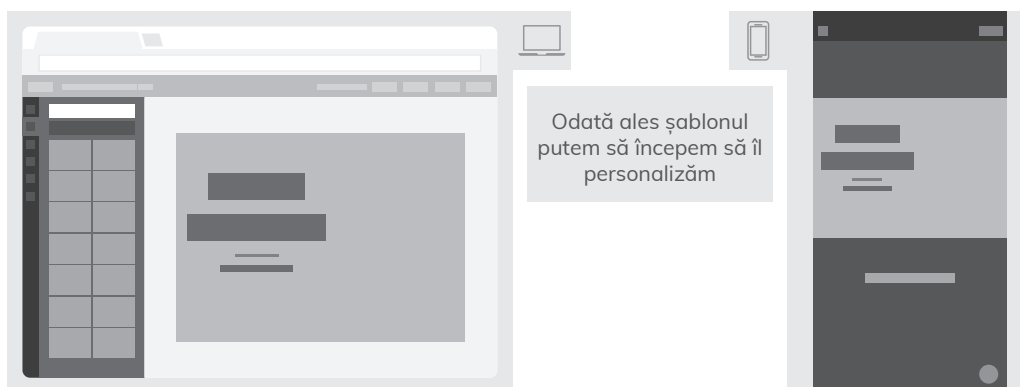 Odată ales șablonul
putem să începem să îl
personalizăm